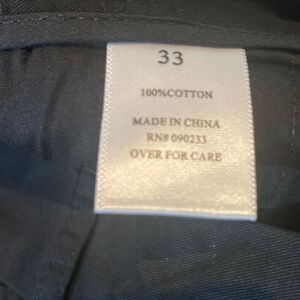 33
100%COTTON
MADE IN CHINA
RN# 090233
OVER FOR CARE